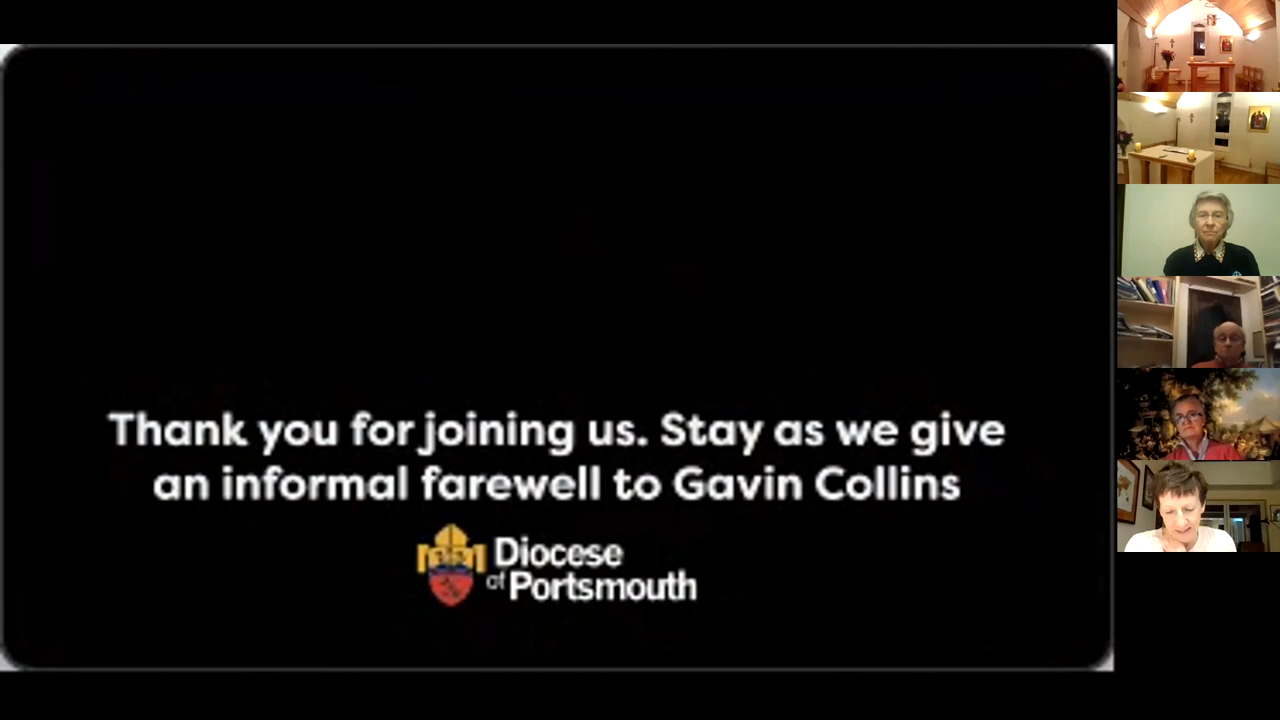 Thank you for joining us. Stay as we give
an informal farewell to Gavin Collins
Diocese
of Portsmouth